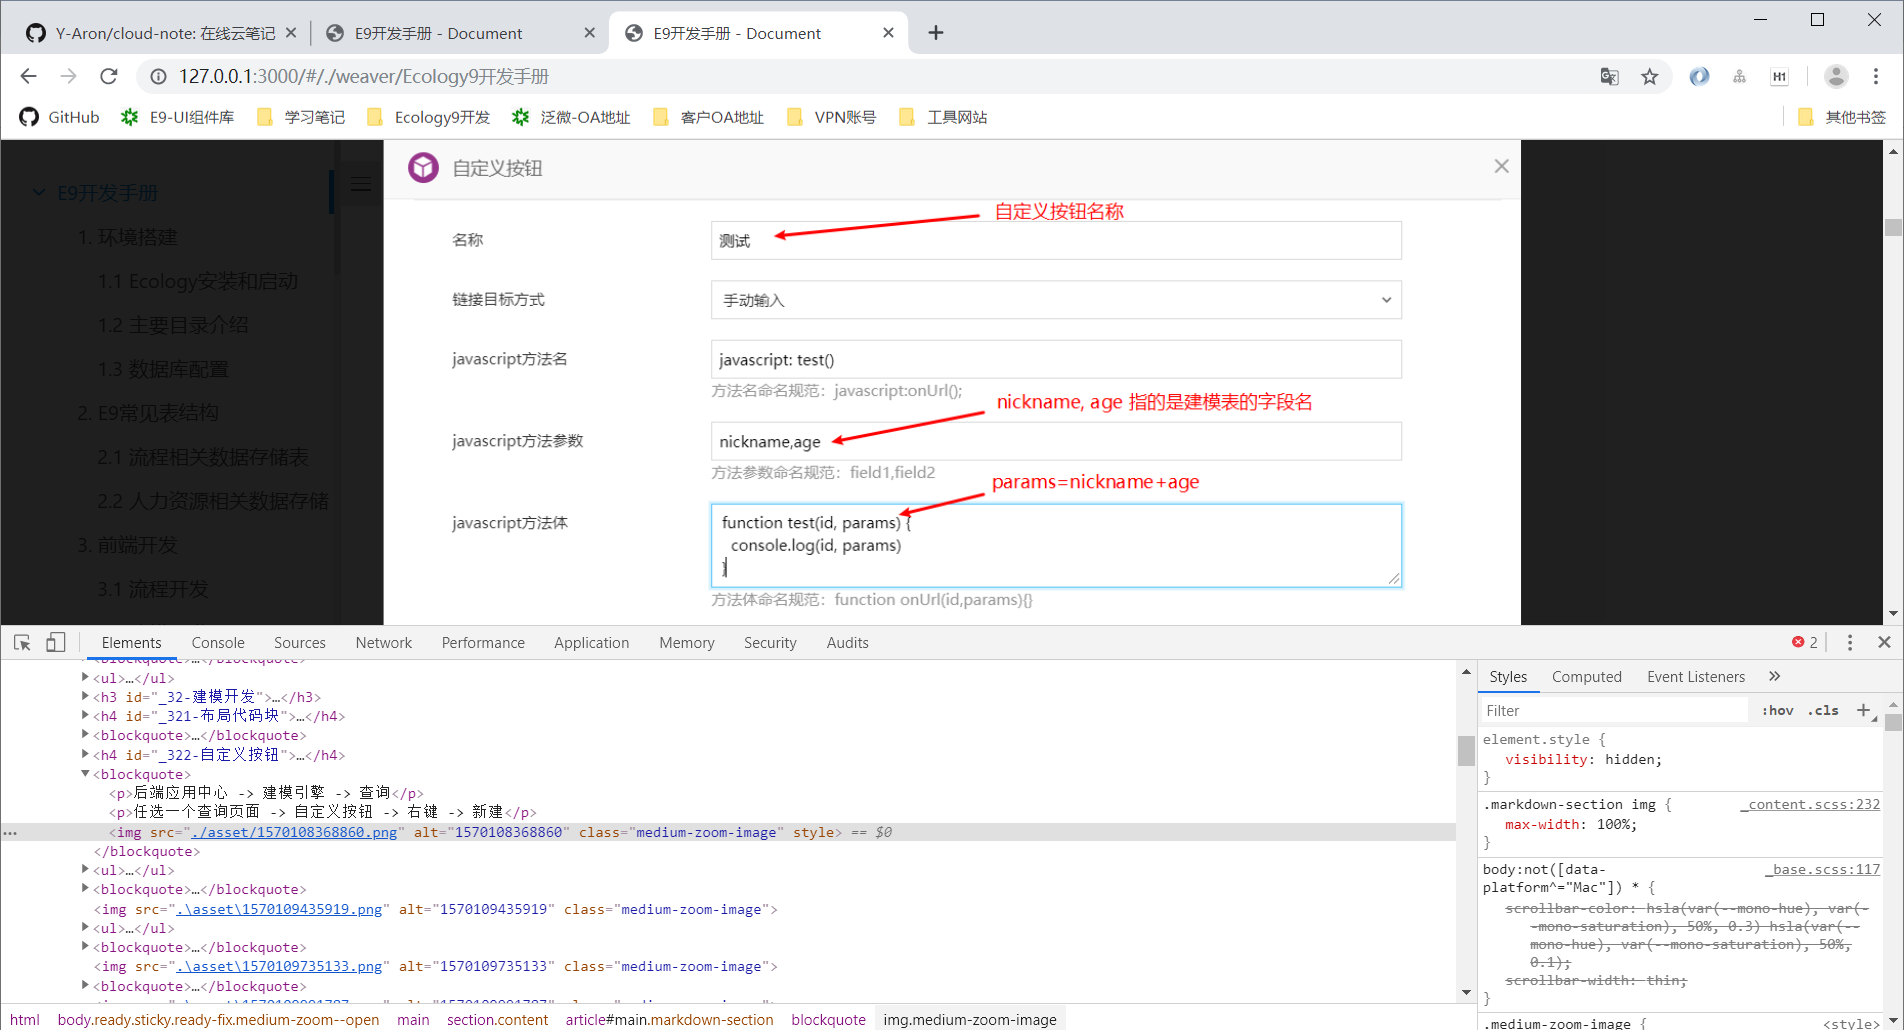 Y-Aron/cloud-note: 在线云笔记
E9开发手册 - Document
E9开发手册 - Document
127.0.0.1:3000/#/./weaver/Ecology9开发手册
H1
GitHub
E9-UI组件库
学习笔记
Ecology9开发
泛微-OA地址
客户OA地址
VPN账号
工具网站
其他书签
E9开发手册
1. 环境搭建
1.1 Ecology安装和启动
1.2 主要目录介绍
1.3 数据库配置
2. E9常见表结构
2.1 流程相关数据存储表
2.2 人力资源相关数据存储
3. 前端开发
3.1 流程开发
自定义按钮
自定义按钮名称
名称
测试
链接目标方式
手动输入
javascript方法名
javascript: test()
方法名命名规范：javascript:onUrl();
nickname, age 指的是建模表的字段名
javascript方法参数
nickname,age
方法参数命名规范：field1,field2
params=nickname+age
javascript方法体
function test(id, params) {
console.log(id, params)
}
方法体命名规范：function onUrl(id,params){}
Elements
Console
Sources
Network
Performance
Application
Memory
Security
Audits
2
<blockquote>…</blockquote>
<ul>…</ul>
<h3 id="_32-建模开发">…</h3>
<h4 id="_321-布局代码块">…</h4>
<blockquote>…</blockquote>
<h4 id="_322-自定义按钮">…</h4>
<blockquote>
<p>后端应用中心 -> 建模引擎 -> 查询</p>
<p>任选一个查询页面 -> 自定义按钮 -> 右键 -> 新建</p>
<img src="./asset/1570108368860.png" alt="1570108368860" class="medium-zoom-image" style> == $0
</blockquote>
<ul>…</ul>
<blockquote>…</blockquote>
<img src=".\asset\1570109435919.png" alt="1570109435919" class="medium-zoom-image">
<ul>…</ul>
<blockquote>…</blockquote>
<img src=".\asset\1570109735133.png" alt="1570109735133" class="medium-zoom-image">
<blockquote>…</blockquote>
html
body.ready.sticky.ready-fix.medium-zoom--open
main
section.content
article#main.markdown-section
blockquote
img.medium-zoom-image
Styles
Computed
Event Listeners
Filter
:hov
.cls
element.style {
visibility: hidden;
}
.markdown-section img {
_content.scss:232
max-width: 100%;
}
body:not([data-
_base.scss:117
platform^="Mac"]) * {
scrollbar-color: hsla(var(--mono-hue), var(-
-mono-saturation), 50%, 0.3) hsla(var(--
mono-hue), var(--mono-saturation), 50%,
0.1);
scrollbar-width: thin;
}
.medium-zoom-image {
<style>